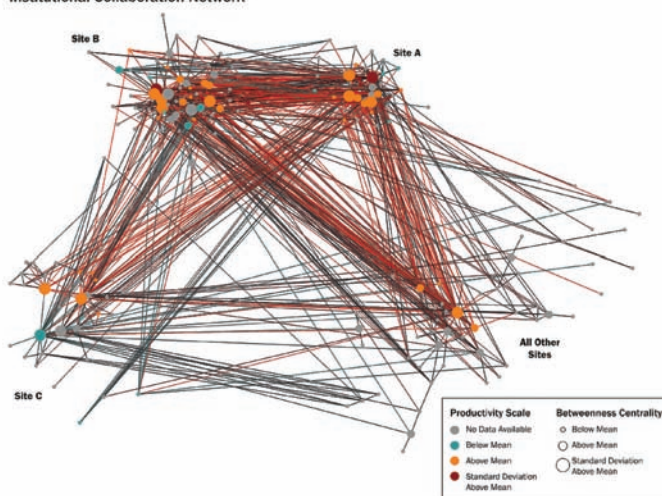 Institutional Collaboration Network
Site B
Site A
All Other
Sites
Site C
Productivity Scale
No Data Available
Below Mean
Above Mean
Standard Deviation
Above Mean
Betweenness Centrality
Below Mean
Above Mean
Standard Deviation
Above Mean